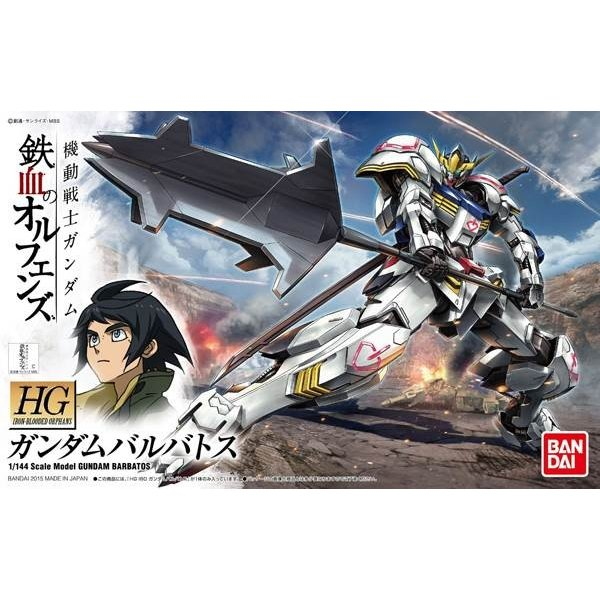 ©創通・サンライズ・MBS
機動戦士ガンダム
鉄血のオルフェンズ
HG
IRON-BLOODED ORPHANS
ガンダムバルバトス
1/144 Scale Model GUNDAM BARBATOS
BANDAI 2015 MADE IN JAPAN
BAN
DAI